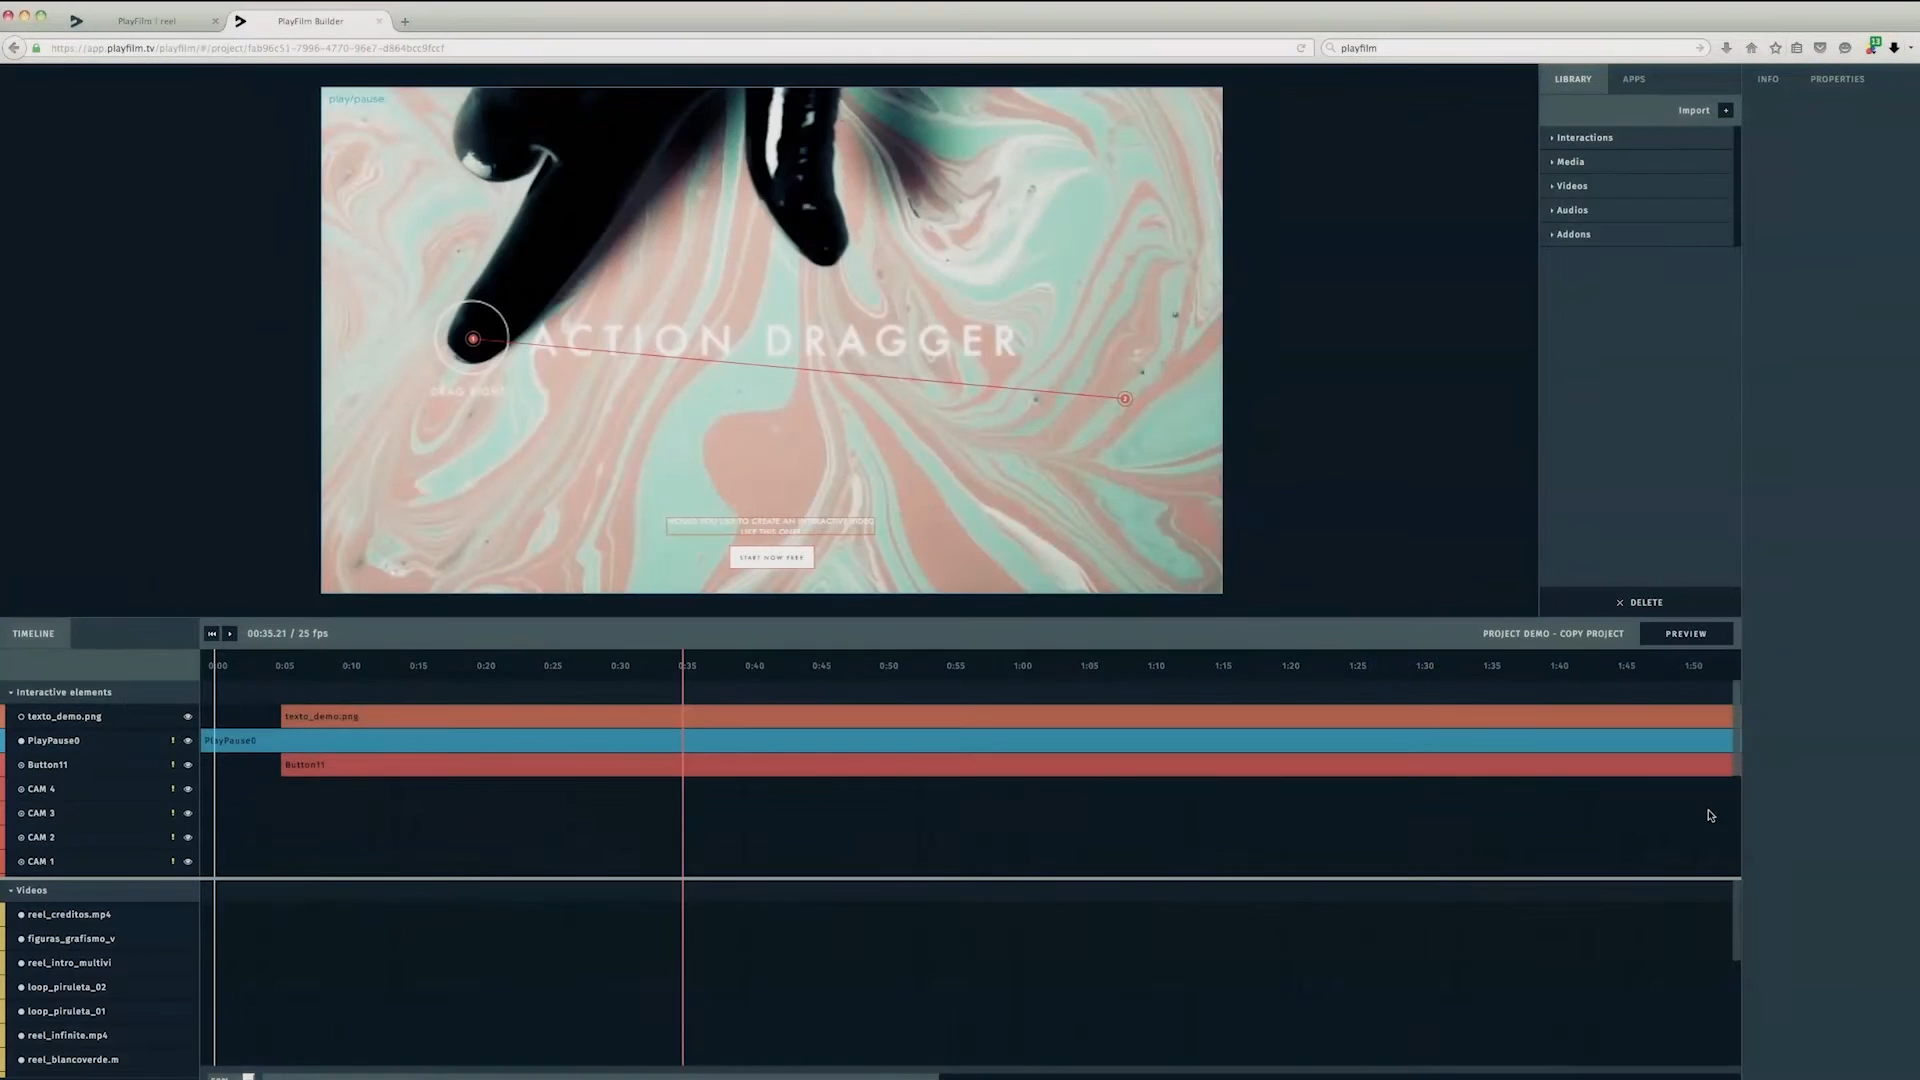 PlayFilm | reel
PlayFilm Builder
https://app.playfilm.tv/playfilm/#/project/fab96c51-7996-4770-96e7-d864bcc9fccf
playfilm
13
LIBRARY
APPS
INFO
PROPERTIES
Import
play/pause
Interactions
Media
Videos
Audios
Addons
ACTION DRAGGER
1
2
DRAG RIGHT
WOULD YOU LIKE TO CREATE AN INTERACTIVE VIDEO
LIKE THIS ONE?
START NOW FREE
DELETE
TIMELINE
00:35.21 / 25 fps
PROJECT DEMO - COPY PROJECT
PREVIEW
0:00 0:05 0:10 0:15 0:20 0:25 0:30 0:35 0:40 0:45 0:50 0:55 1:00 1:05 1:10 1:15 1:20 1:25 1:30 1:35 1:40 1:45 1:50
Interactive elements
texto_demo.png
texto_demo.png
PlayPause0
PlayPause0
Button11
Button11
CAM 4
CAM 3
CAM 2
CAM 1
Videos
reel_creditos.mp4
figuras_grafismo_v
reel_intro_multivi
loop_piruleta_02
loop_piruleta_01
reel_infinite.mp4
reel_blancoverde.m